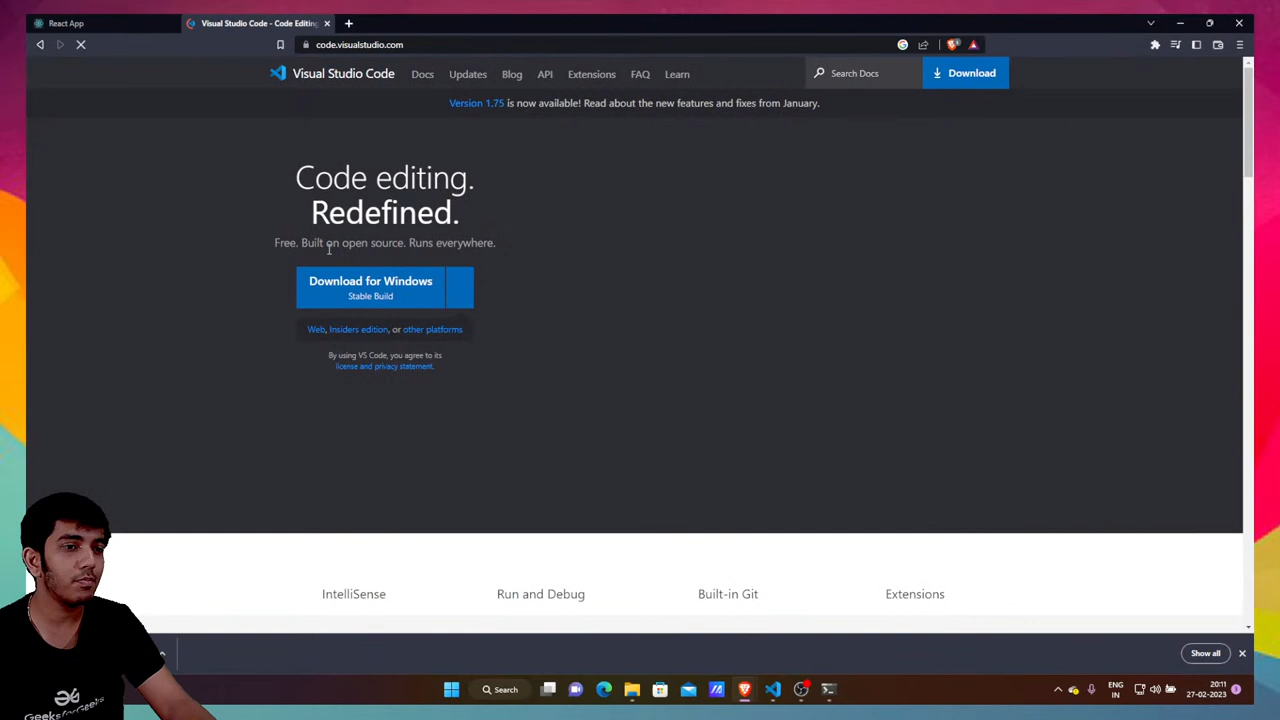 React App
Visual Studio Code - Code Editing
code.visualstudio.com
Visual Studio Code
Docs
Updates
Blog
API
Extensions
FAQ
Learn
Search Docs
Download
Version 1.75 is now available! Read about the new features and fixes from January.
Code editing.
Redefined.
Free. Built on open source. Runs everywhere.
Download for Windows
Stable Build
Web, Insiders edition, or other platforms
By using VS Code, you agree to its
license and privacy statement.
IntelliSense
Run and Debug
Built-in Git
Extensions
Show all
Search
ENG
IN
20:11
27-02-2023
GeeksforGeeks